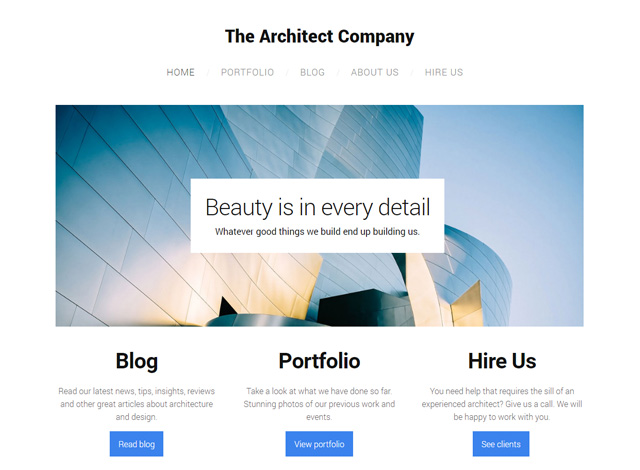 The Architect Company
HOME / PORTFOLIO / BLOG / ABOUT US / HIRE US
Beauty is in every detail
Whatever good things we build end up building us.
Blog
Read our latest news, tips, insights, reviews
and other great articles about architecture
and design.
Read blog
Portfolio
Take a look at what we have done so far.
Stunning photos of our previous work and
events.
View portfolio
Hire Us
You need help that requires the sill of an
experienced architect? Give us a call. We will
be happy to work with you.
See clients